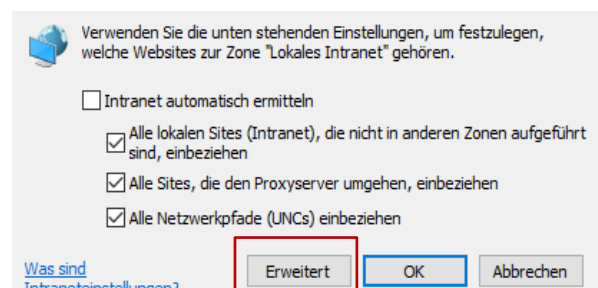 Verwenden Sie die unten stehenden Einstellungen, um festzulegen,
welche Websites zur Zone "Lokales Intranet" gehören.
Intranet automatisch ermitteln
Alle lokalen Sites (Intranet), die nicht in anderen Zonen aufgeführt
sind, einbeziehen
Alle Sites, die den Proxyserver umgehen, einbeziehen
Alle Netzwerkpfade (UNCs) einbeziehen
Was sind
Intraneteinstellungen?
Erweitert
OK
Abbrechen